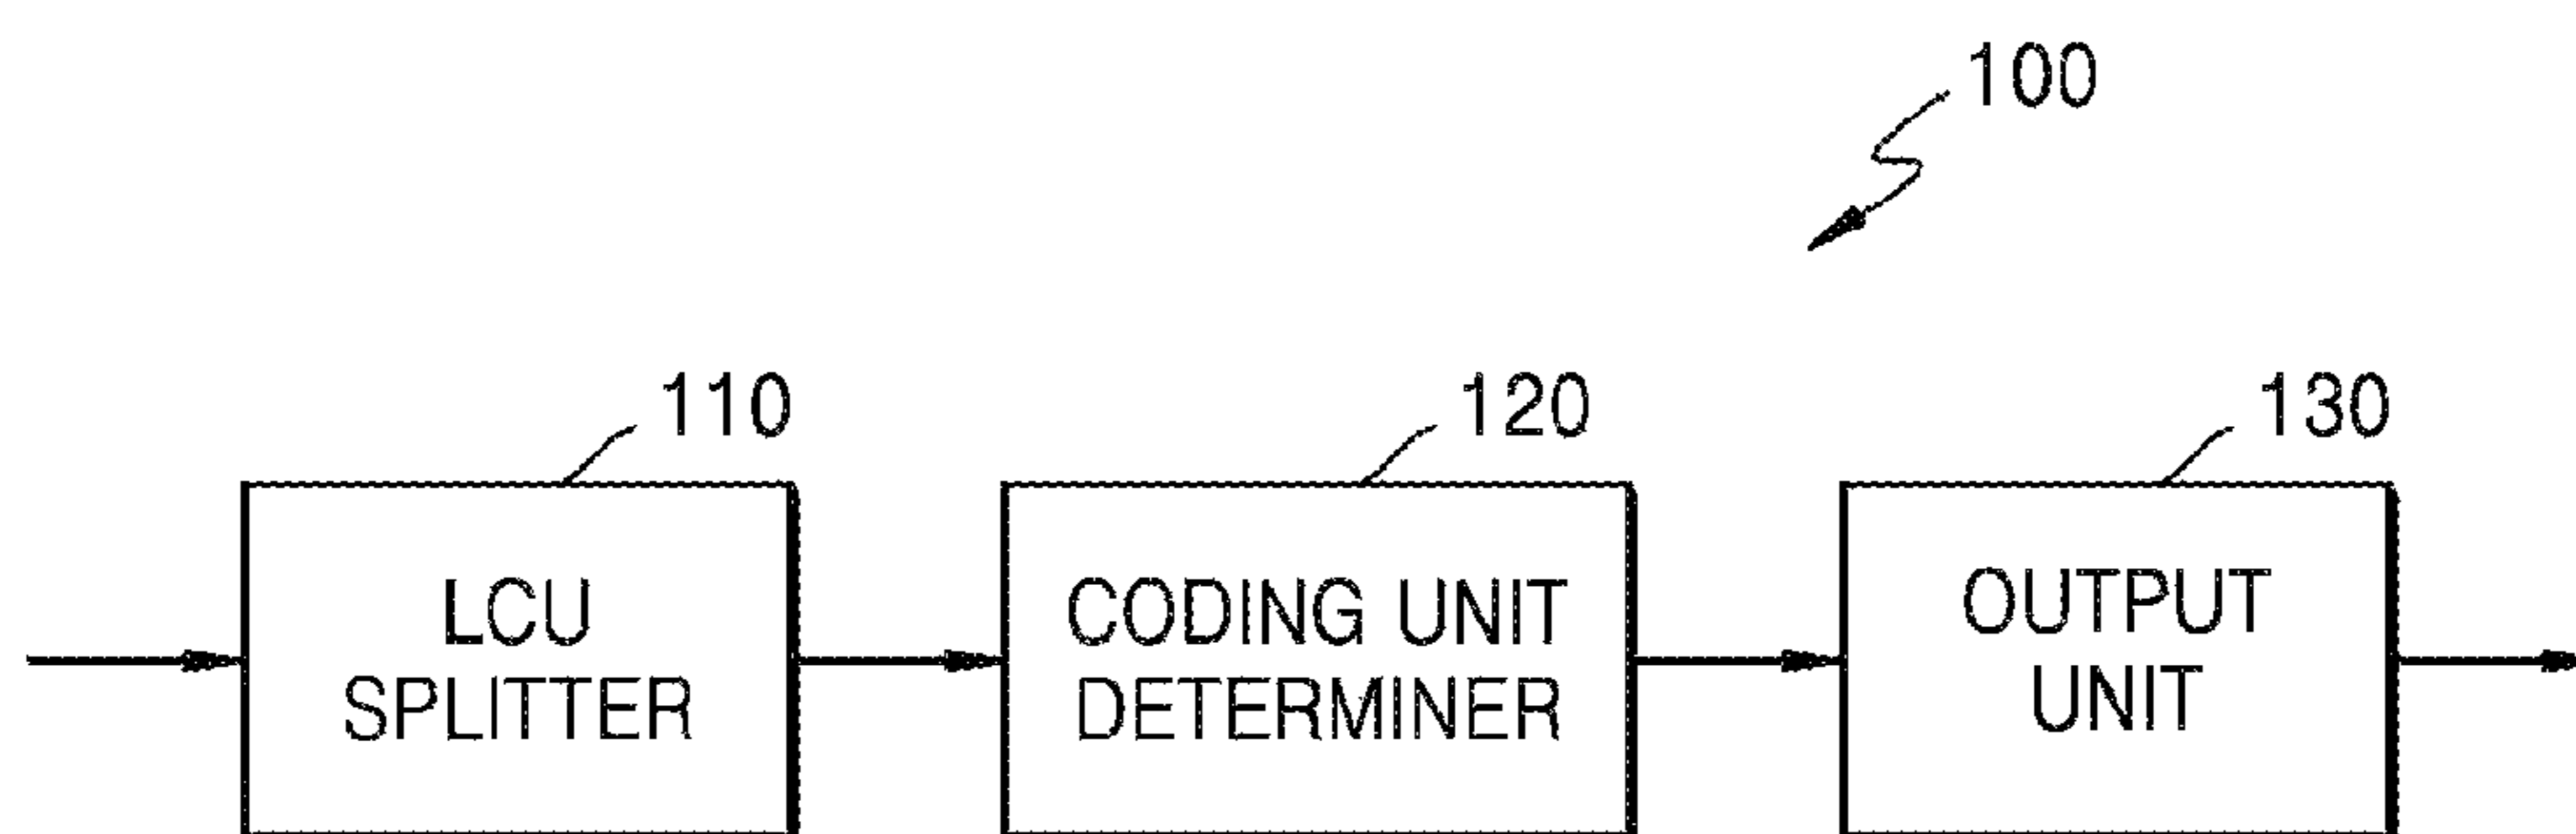 100
110
120
130
LCU
SPLITTER
CODING UNIT
DETERMINER
OUTPUT
UNIT